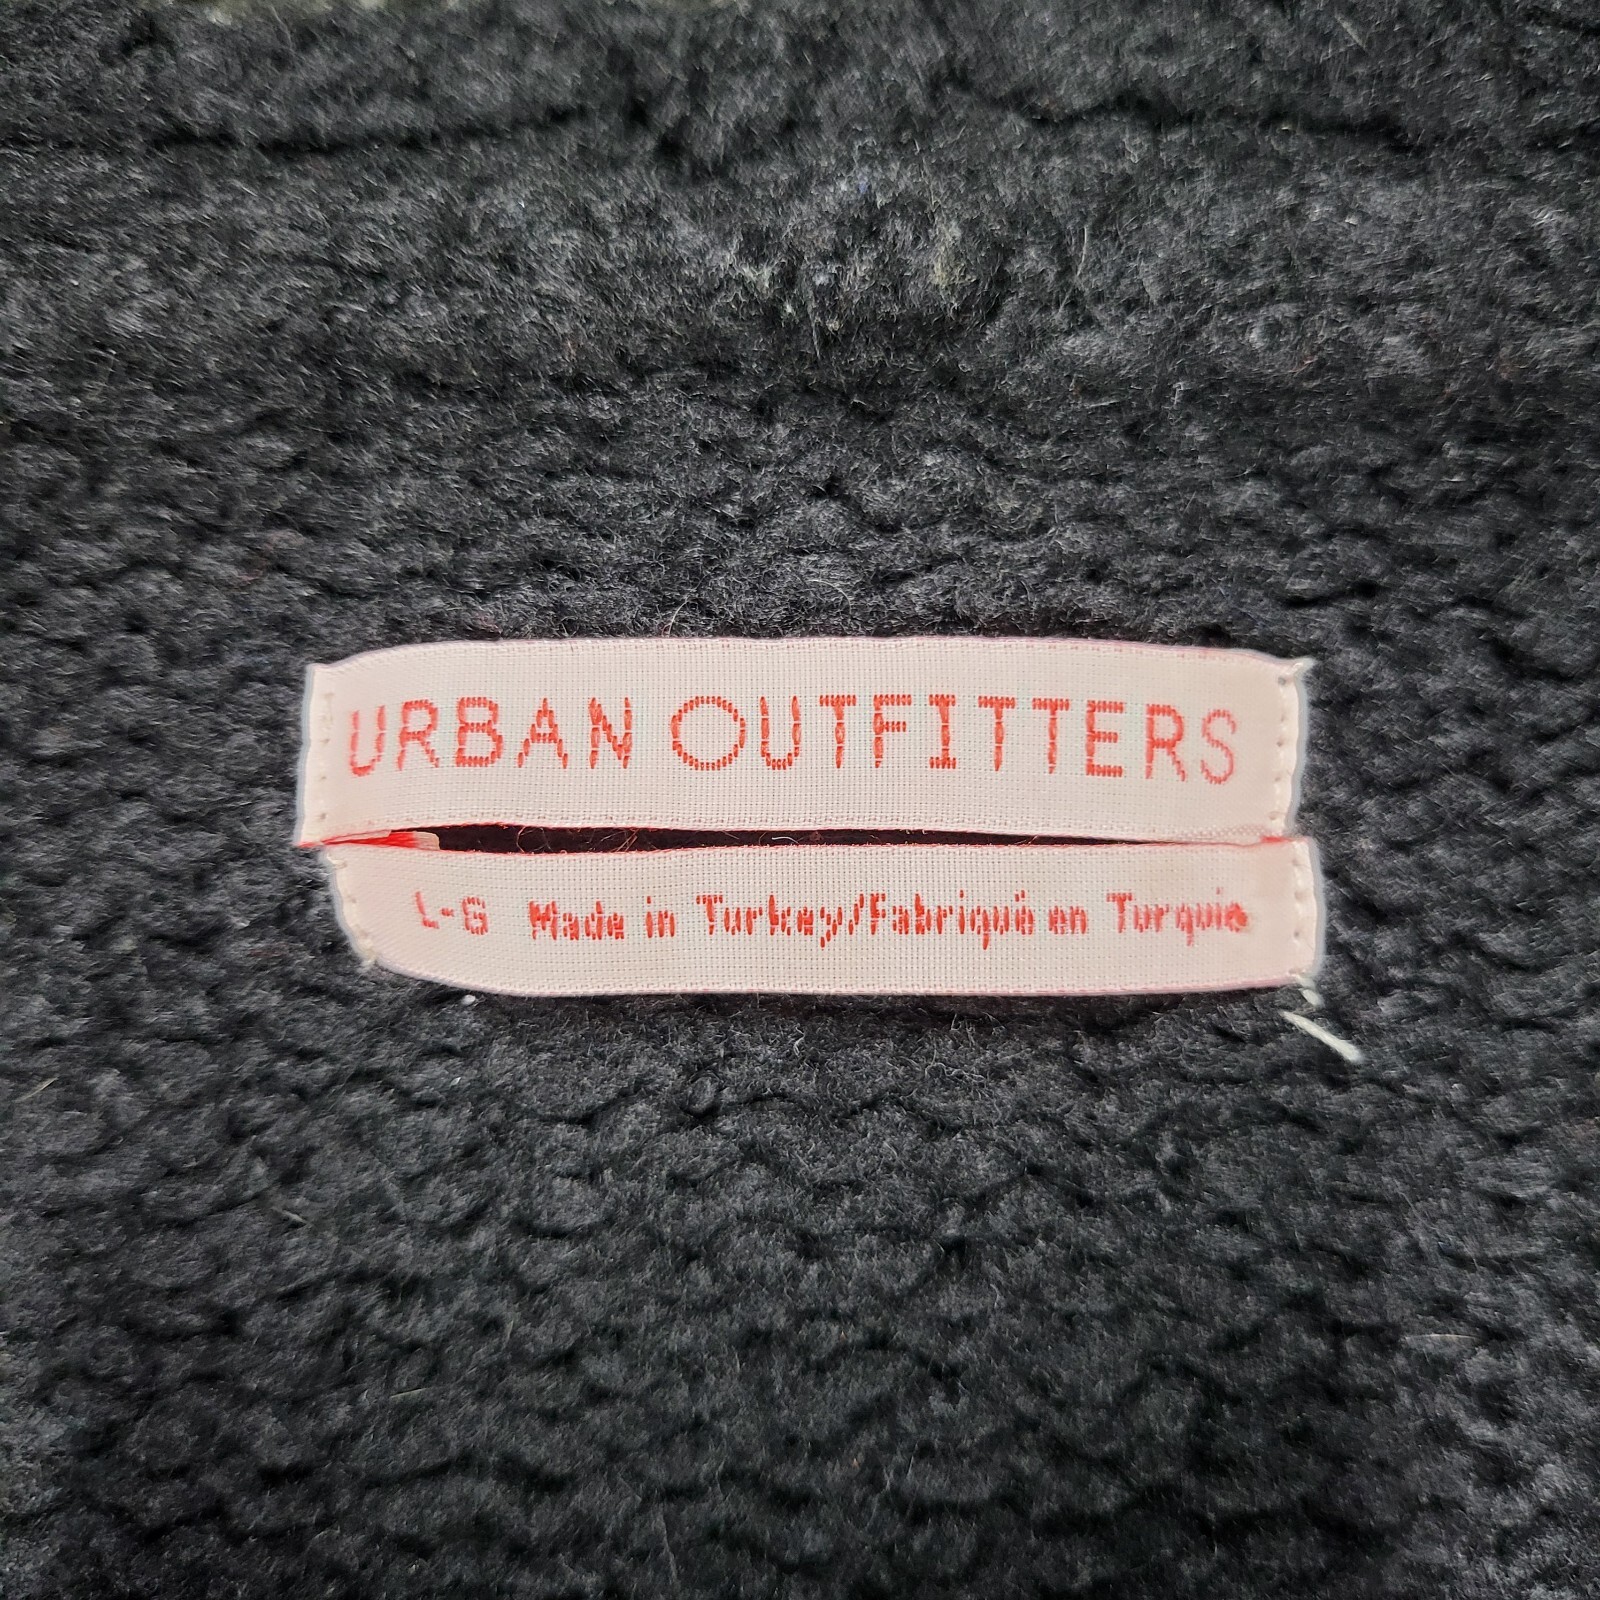 URBAN OUTFITTERS
L-G Made in Turkey/Fabriqué en Turquie